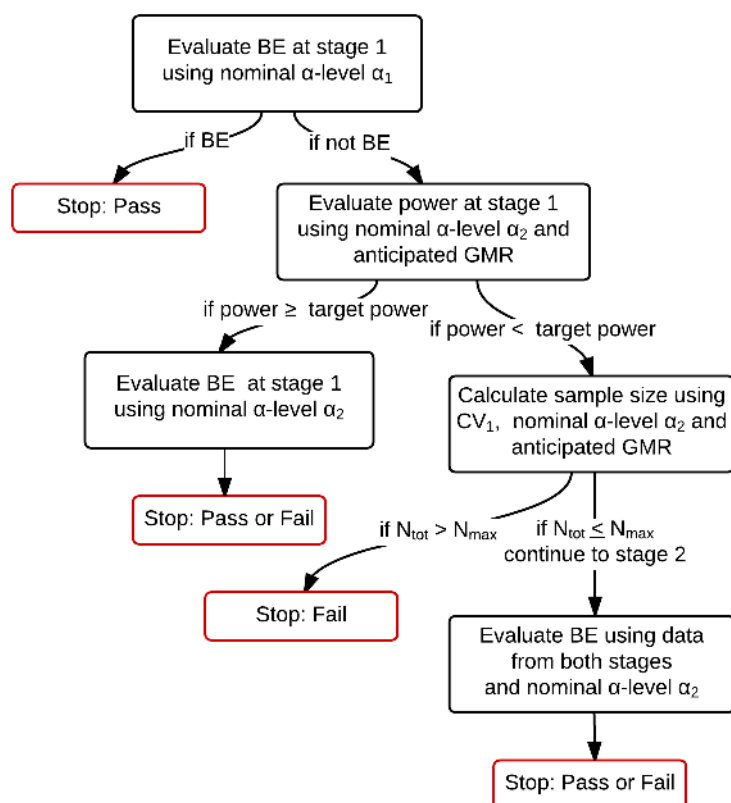 Evaluate BE at stage 1
using nominal α-level α₁
if BE
if not BE
Stop: Pass
Evaluate power at stage 1
using nominal α-level α₂ and
anticipated GMR
if power ≥ target power
if power < target power
Evaluate BE at stage 1
using nominal α-level α₂
Calculate sample size using
CV₁, nominal α-level α₂ and
anticipated GMR
Stop: Pass or Fail
if Nₜₒₜ > Nₘₐₓ
if Nₜₒₜ ≤ Nₘₐₓ
continue to stage 2
Stop: Fail
Evaluate BE using data
from both stages
and nominal α-level α₂
Stop: Pass or Fail